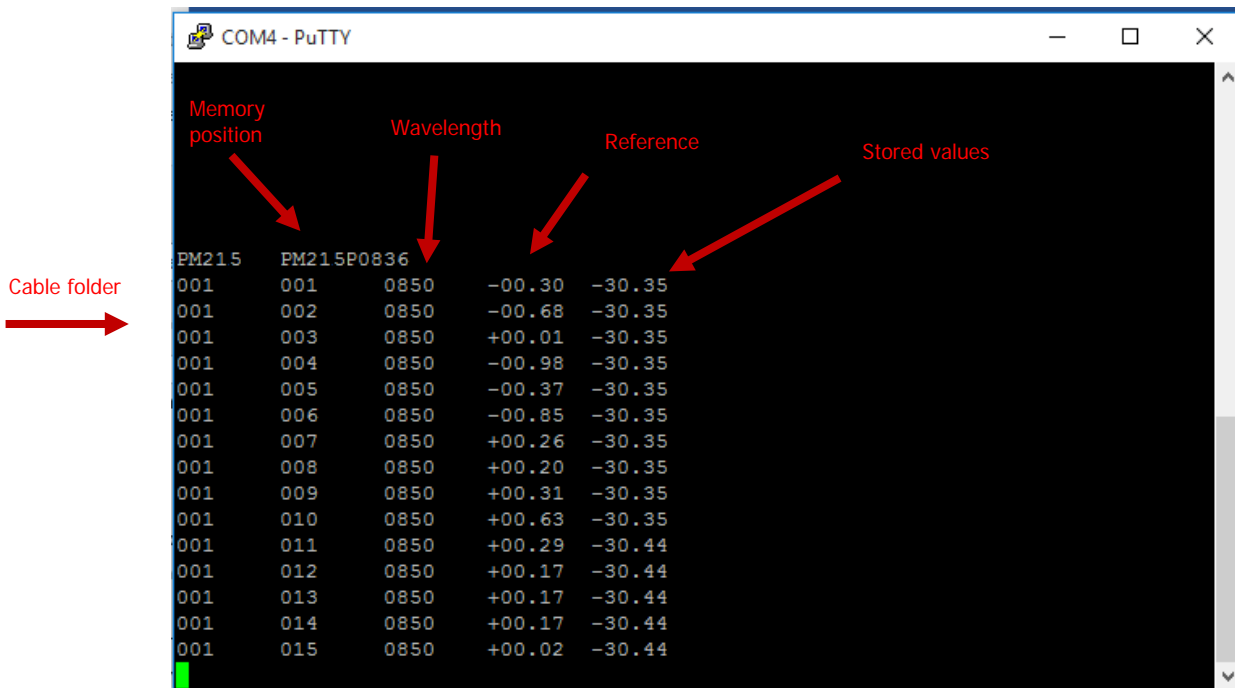 COM4 - PuTTY
Memory
position
Wavelength
Reference
Stored values
Cable folder
PM215 PM215P0836
001 001 0850 -00.30 -30.35
001 002 0850 -00.68 -30.35
001 003 0850 +00.01 -30.35
001 004 0850 -00.98 -30.35
001 005 0850 -00.37 -30.35
001 006 0850 -00.85 -30.35
001 007 0850 +00.26 -30.35
001 008 0850 +00.20 -30.35
001 009 0850 +00.31 -30.35
001 010 0850 +00.63 -30.35
001 011 0850 +00.29 -30.44
001 012 0850 +00.17 -30.44
001 013 0850 +00.17 -30.44
001 014 0850 +00.17 -30.44
001 015 0850 +00.02 -30.44